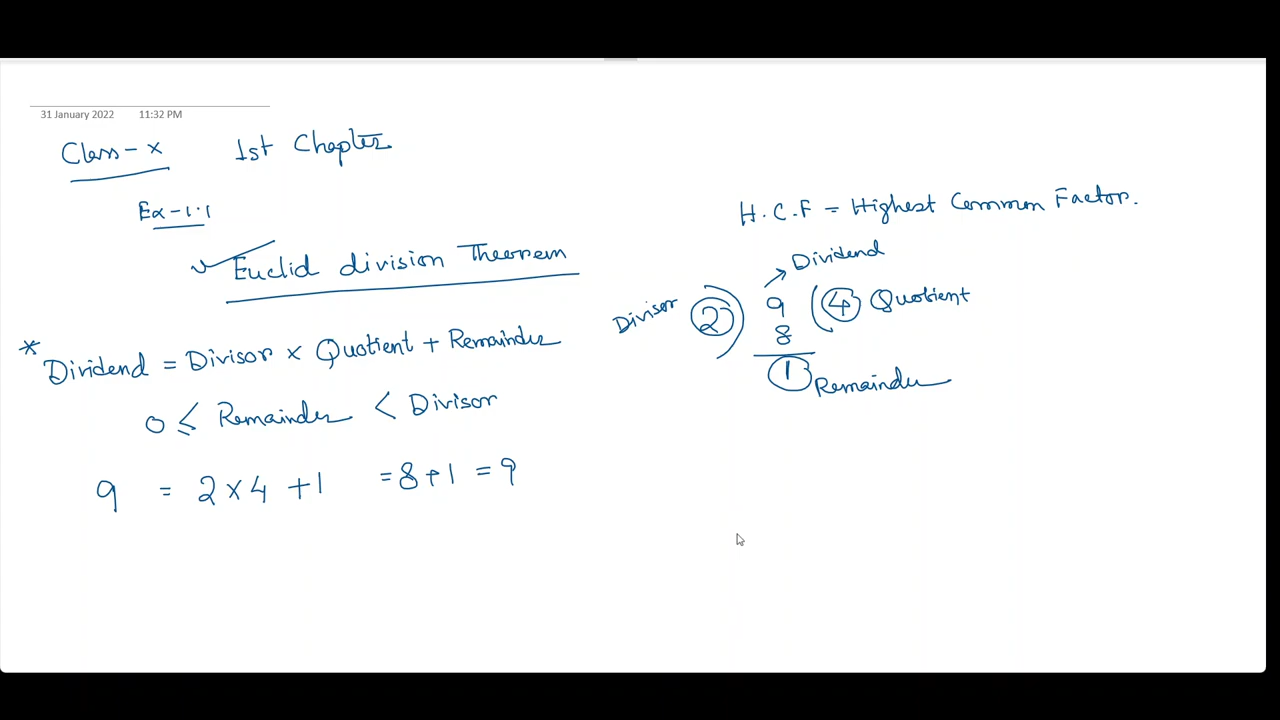 31 January 2022 11:32 PM
Class - X 1st Chapter
Ex - 1.1
Euclid division Theorem
* Dividend = Divisor × Quotient + Remainder
0 ≤ Remainder < Divisor
9 = 2 × 4 + 1 = 8 + 1 = 9
H.C.F = Highest Common Factor.
Dividend
Divisor 2 ) 9 ( 4 Quotient
8
1 Remainder